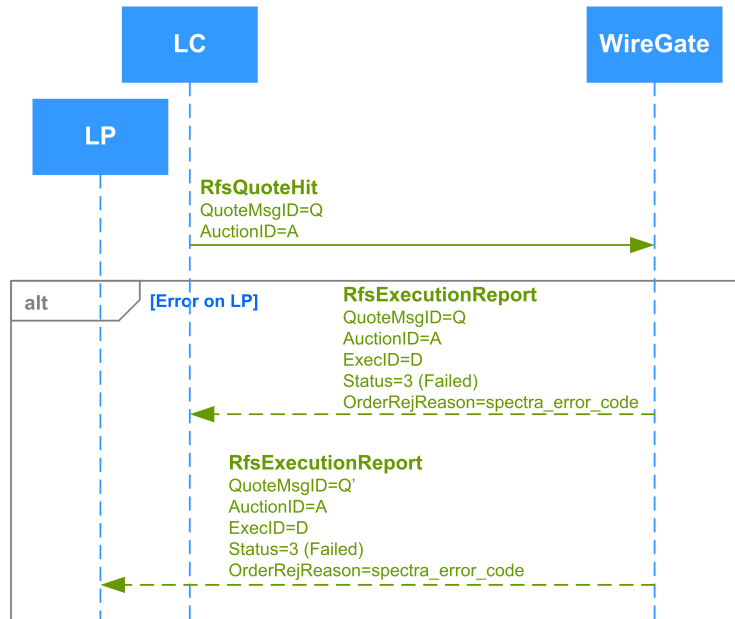 LC
WireGate
LP
RfsQuoteHit
QuoteMsgID=Q
AuctionID=A
alt
[Error on LP]
RfsExecutionReport
QuoteMsgID=Q
AuctionID=A
ExecID=D
Status=3 (Failed)
OrderRejReason=spectra_error_code
RfsExecutionReport
QuoteMsgID=Q’
AuctionID=A
ExecID=D
Status=3 (Failed)
OrderRejReason=spectra_error_code